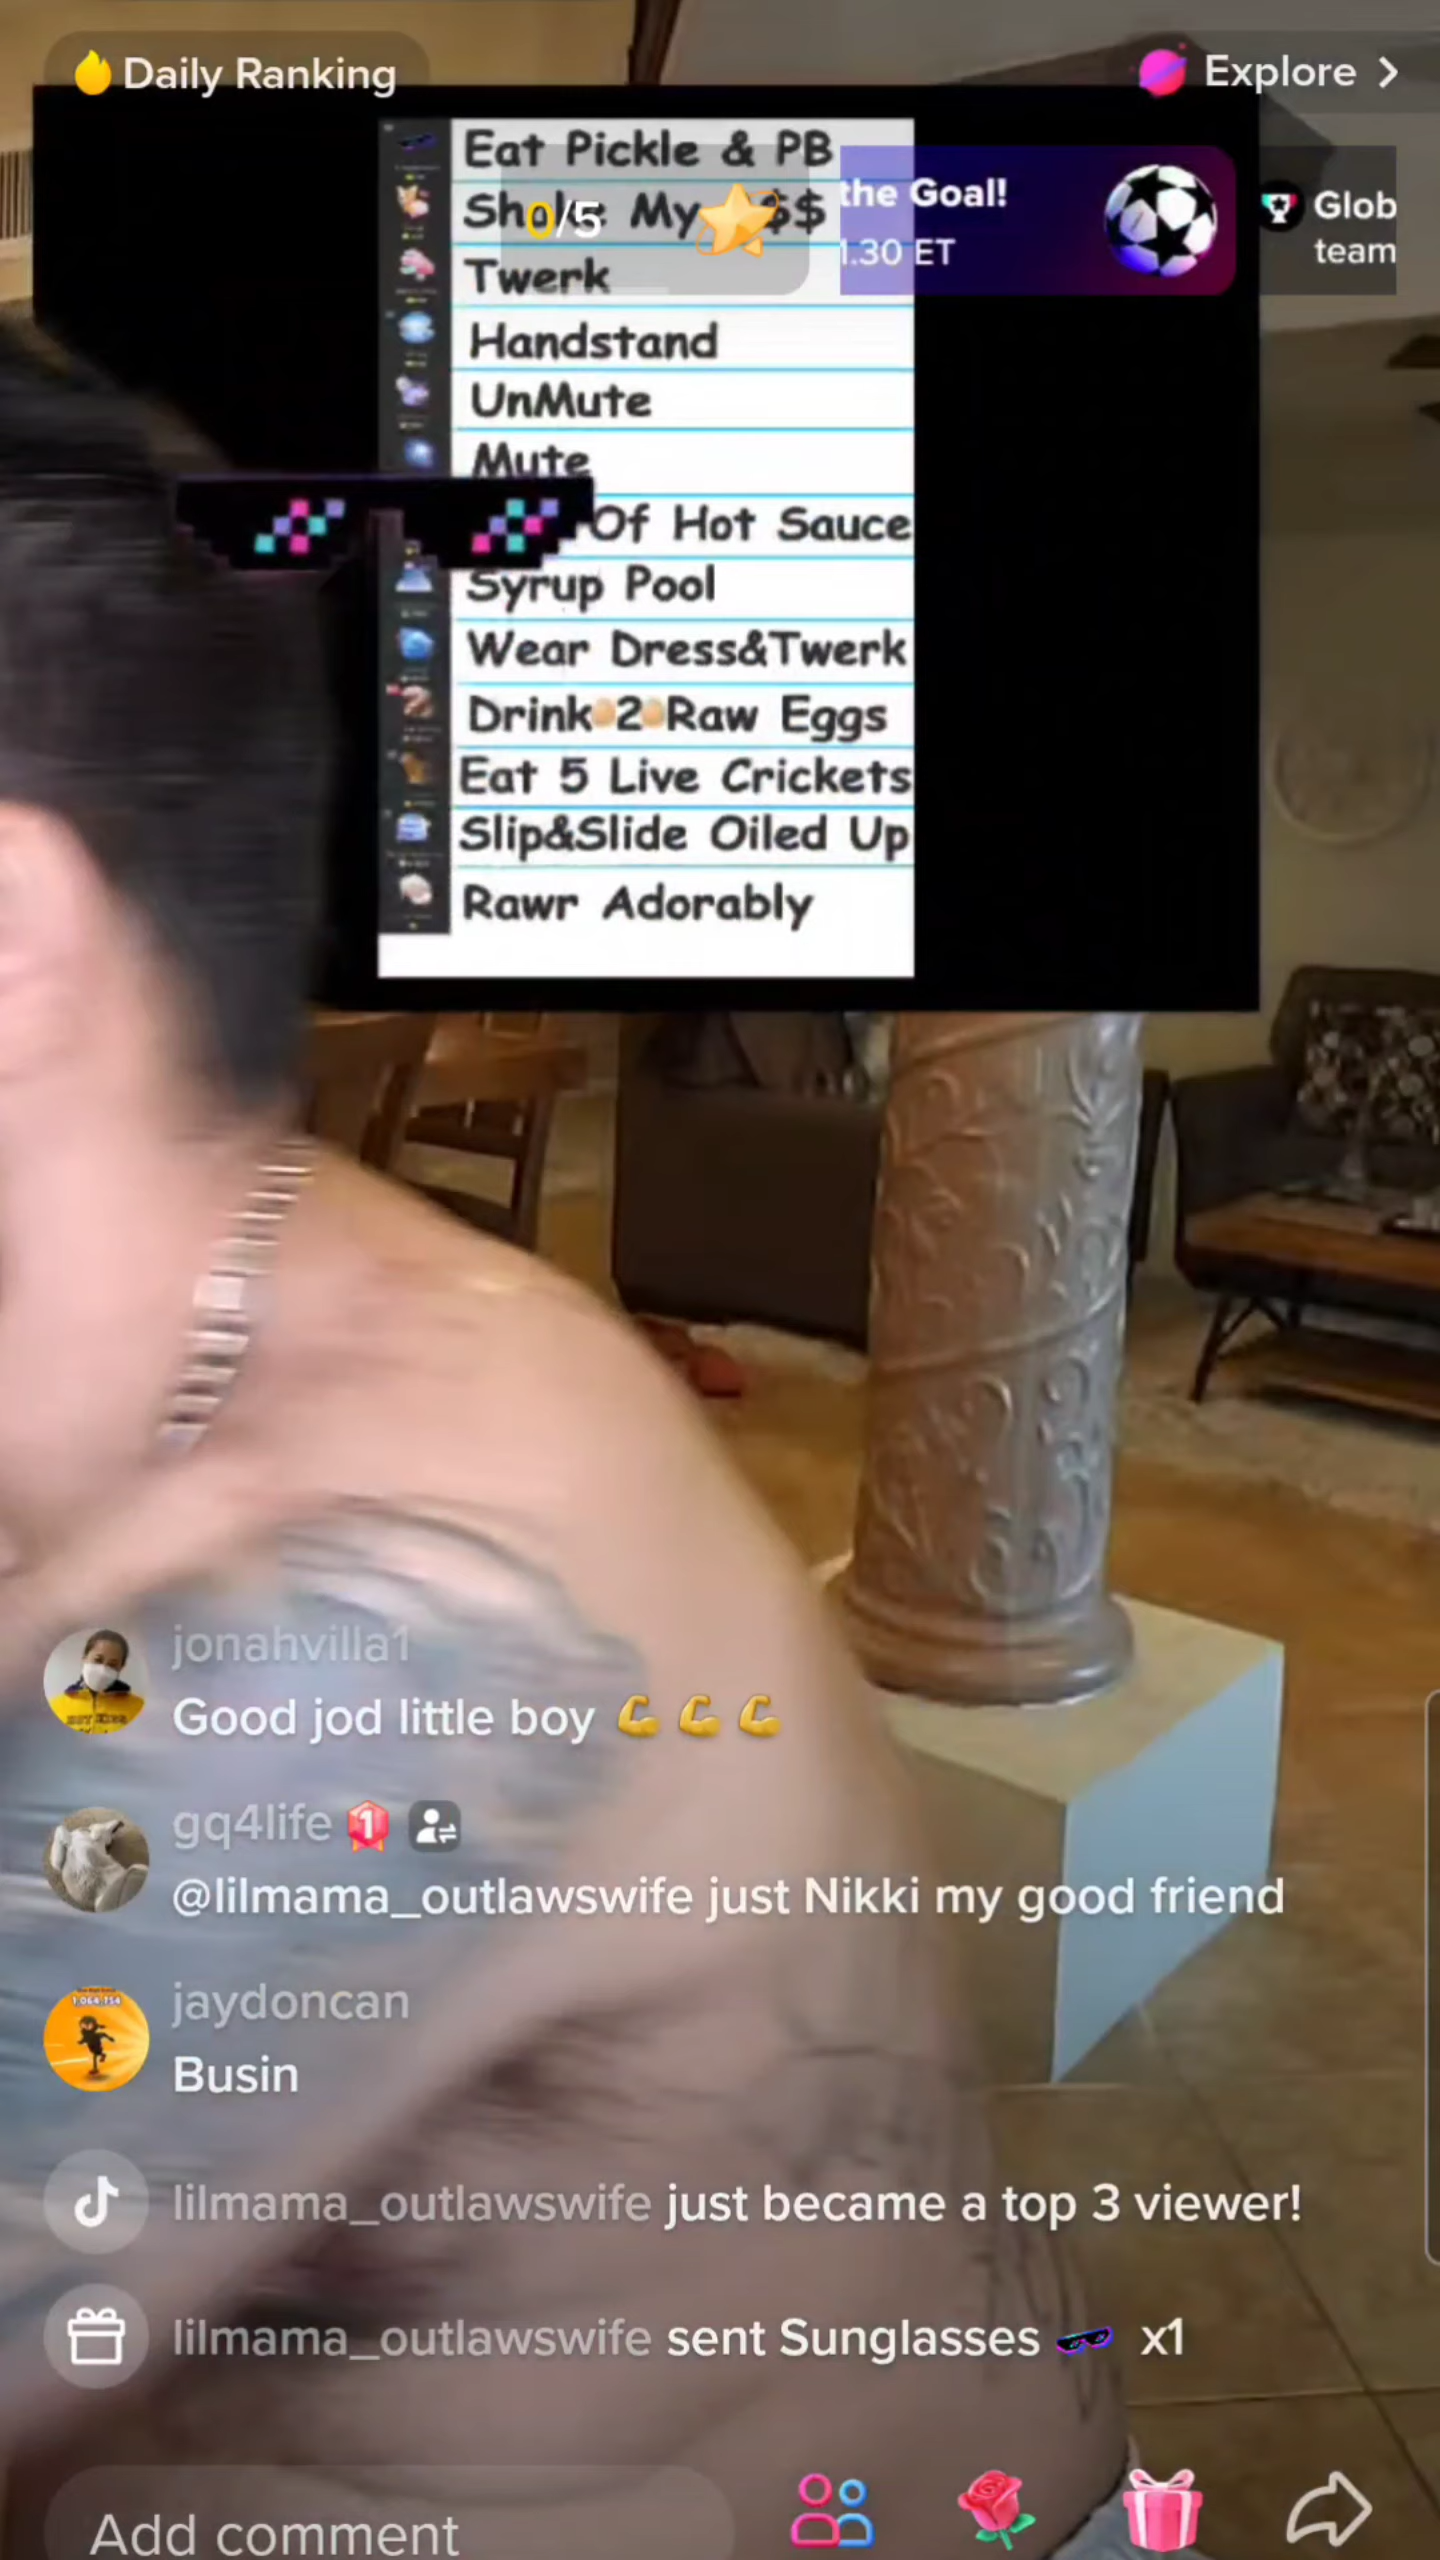 Daily Ranking
Explore
Eat Pickle & PB
the Goal!
My $$
0/5
Glob
1.30 ET
team
Twerk
Handstand
UnMute
Mute
Of Hot Sauce
Syrup Pool
Wear Dress&Twerk
Drink 2 Raw Eggs
Eat 5 Live Crickets
Slip&Slide Oiled Up
Rawr Adorably
jonahvilla1
Good jod little boy 💪 💪 💪
gq4life 1
@lilmama_outlawswife just Nikki my good friend
jaydoncan
Busin
lilmama_outlawswife just became a top 3 viewer!
lilmama_outlawswife sent Sunglasses x1
Add comment